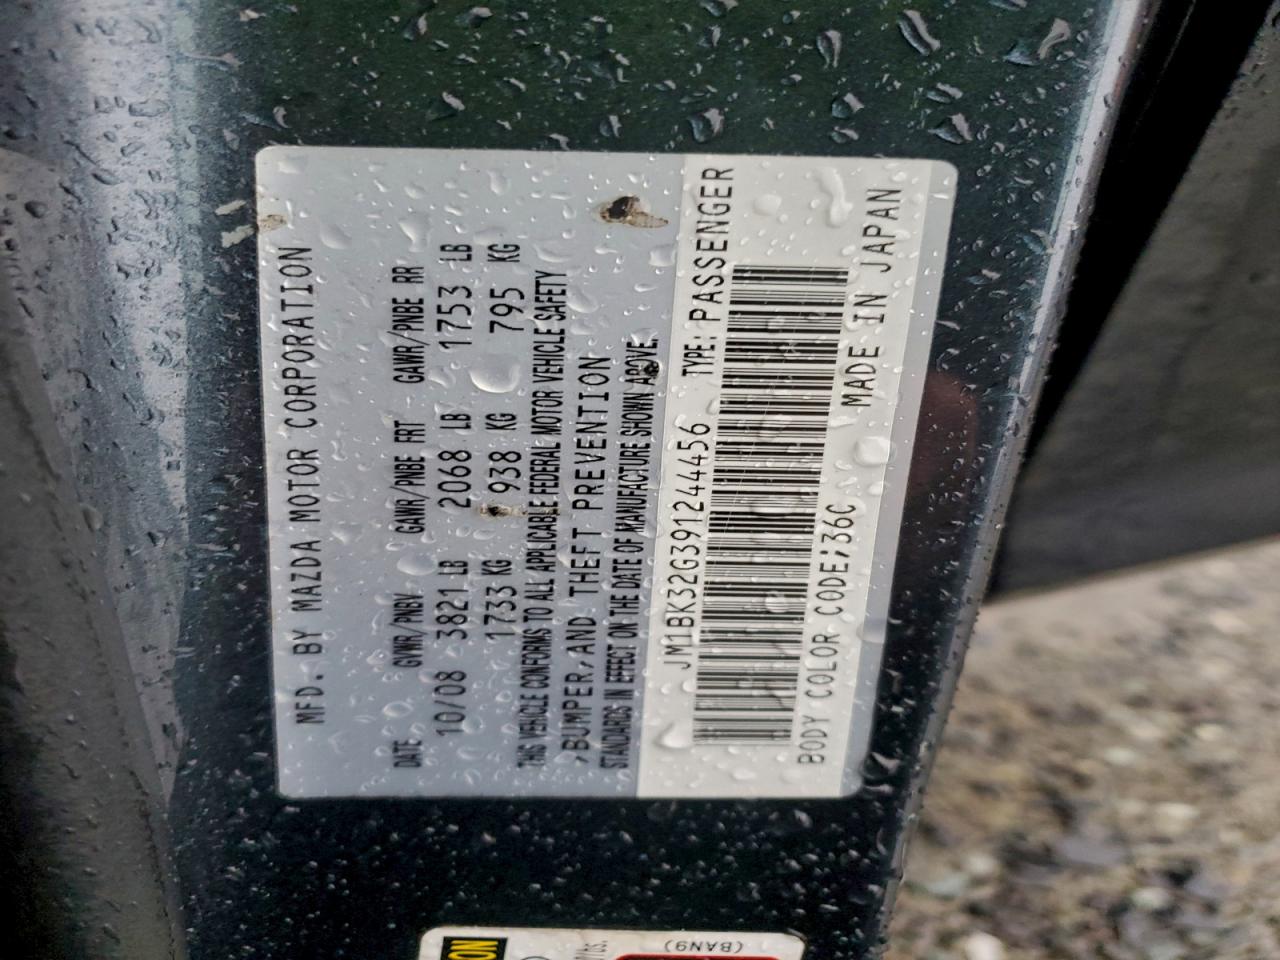 MFD. BY MAZDA MOTOR CORPORATION
DATE GVWR/PNBV GAWR/PNBE FRT GAWR/PNBE RR
10/08 3821 LB 2068 LB 1753 LB
1733 KG 938 KG 795 KG
THIS VEHICLE CONFORMS TO ALL APPLICABLE FEDERAL MOTOR VEHICLE SAFETY
,BUMPER,AND THEFT PREVENTION
STANDARDS IN EFFECT ON THE DATE OF MANUFACTURE SHOWN ABOVE.
JM1BK32G391244456 TYPE: PASSENGER
BODY COLOR CODE;36C MADE IN JAPAN
(BAN9)